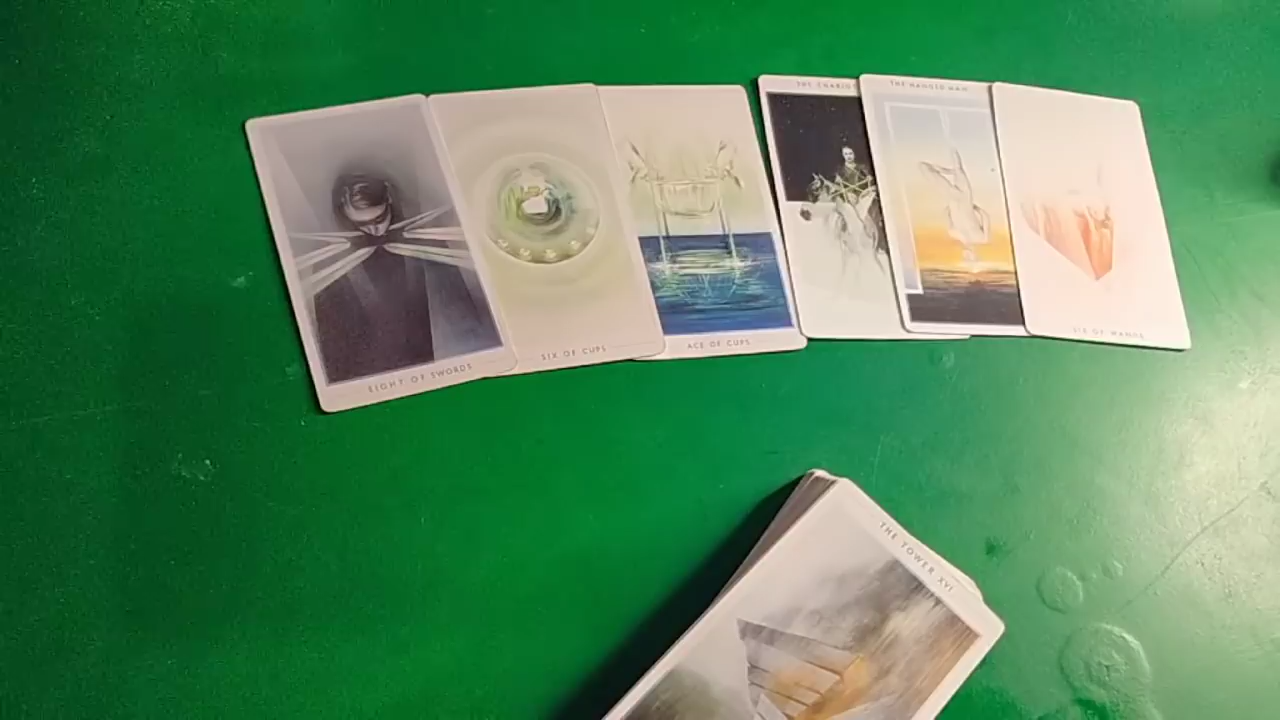 EIGHT OF SWORDS
SIX OF CUPS
ACE OF CUPS
THE CHARIO
THE HANGED MAN
SIX OF WANDS
THE TOWER XVI